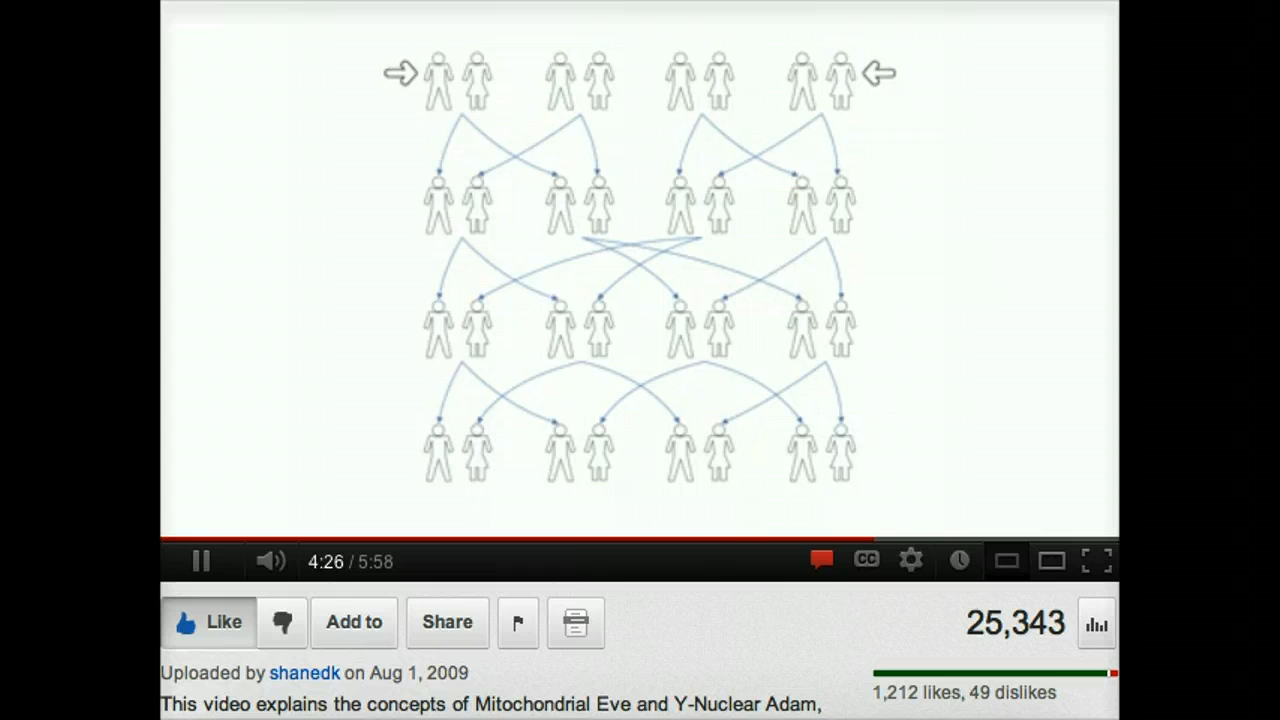 4:26 / 5:58
CC
Like
Add to
Share
25,343
Uploaded by shanedk on Aug 1, 2009
1,212 likes, 49 dislikes
This video explains the concepts of Mitochondrial Eve and Y-Nuclear Adam,